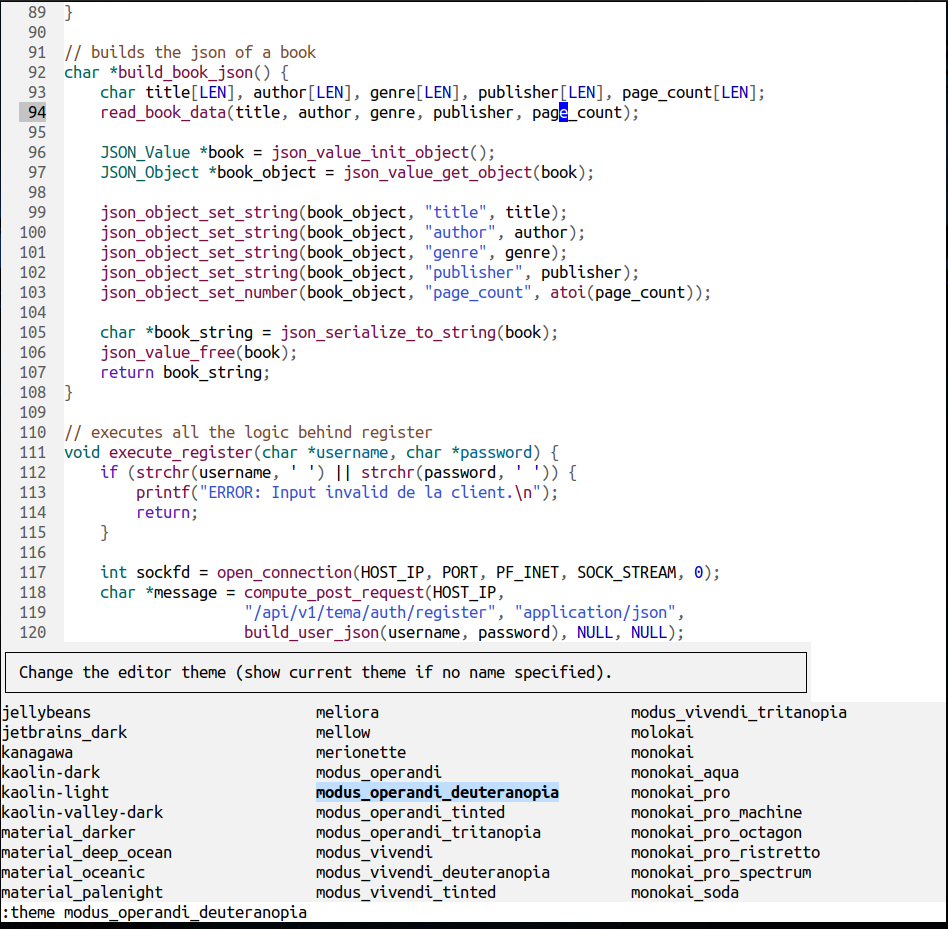 89 }
90
91 // builds the json of a book
92 char *build_book_json() {
93     char title[LEN], author[LEN], genre[LEN], publisher[LEN], page_count[LEN];
94     read_book_data(title, author, genre, publisher, page_count);
95
96     JSON_Value *book = json_value_init_object();
97     JSON_Object *book_object = json_value_get_object(book);
98
99     json_object_set_string(book_object, "title", title);
100     json_object_set_string(book_object, "author", author);
101     json_object_set_string(book_object, "genre", genre);
102     json_object_set_string(book_object, "publisher", publisher);
103     json_object_set_number(book_object, "page_count", atoi(page_count));
104
105     char *book_string = json_serialize_to_string(book);
106     json_value_free(book);
107     return book_string;
108 }
109
110 // executes all the logic behind register
111 void execute_register(char *username, char *password) {
112     if (strchr(username, ' ') || strchr(password, ' ')) {
113         printf("ERROR: Input invalid de la client.\n");
114         return;
115     }
116
117     int sockfd = open_connection(HOST_IP, PORT, PF_INET, SOCK_STREAM, 0);
118     char *message = compute_post_request(HOST_IP,
119                     "/api/v1/tema/auth/register", "application/json",
120                     build_user_json(username, password), NULL, NULL);
Change the editor theme (show current theme if no name specified).
jellybeans meliora modus_vivendi_tritanopia
jetbrains_dark mellow molokai
kanagawa merionette monokai
kaolin-dark modus_operandi monokai_aqua
kaolin-light modus_operandi_deuteranopia monokai_pro
kaolin-valley-dark modus_operandi_tinted monokai_pro_machine
material_darker modus_operandi_tritanopia monokai_pro_octagon
material_deep_ocean modus_vivendi monokai_pro_ristretto
material_oceanic modus_vivendi_deuteranopia monokai_pro_spectrum
material_palenight modus_vivendi_tinted monokai_soda
:theme modus_operandi_deuteranopia